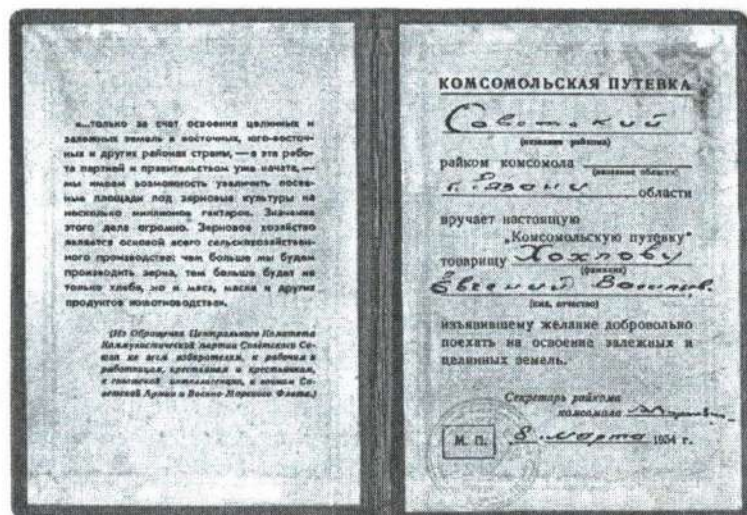 «...только за счет освоения целинных и
залежных земель в восточных, юго-восточ-
ных и других районах страны, — а эта рабо-
та партией и правительством уже начата, —
мы имеем возможность увеличить посев-
ные площади под зерновые культуры на
несколько миллионов гектаров. Значение
этого дела огромно. Зерновое хозяйство
является основой всего сельскохозяйствен-
ного производства: чем больше мы будем
производить зерна, тем больше будет не
только хлеба, но и мяса, масла и других
продуктов животноводства».
(Из Обращения Центрального Комитета
Коммунистической партии Советского Со-
юза ко всем избирателям, к рабочим и
работницам, крестьянам и крестьянкам,
к советской интеллигенции, к воинам Со-
ветской Армии и Военно-Морского Флота.)
КОМСОМОЛЬСКАЯ ПУТЕВКА
Советский
(название райкома)
райком комсомола
(название области)
г. Рязани области
вручает настоящую
„Комсомольскую путевку"
товарищу Хохлову
(фамилия)
Евгений Васильев.
(имя, отчество)
изъявившему желание добровольно
поехать на освоение залежных и
целинных земель.
Секретарь райкома
комсомола
М. П. 8 марта 1954 г.